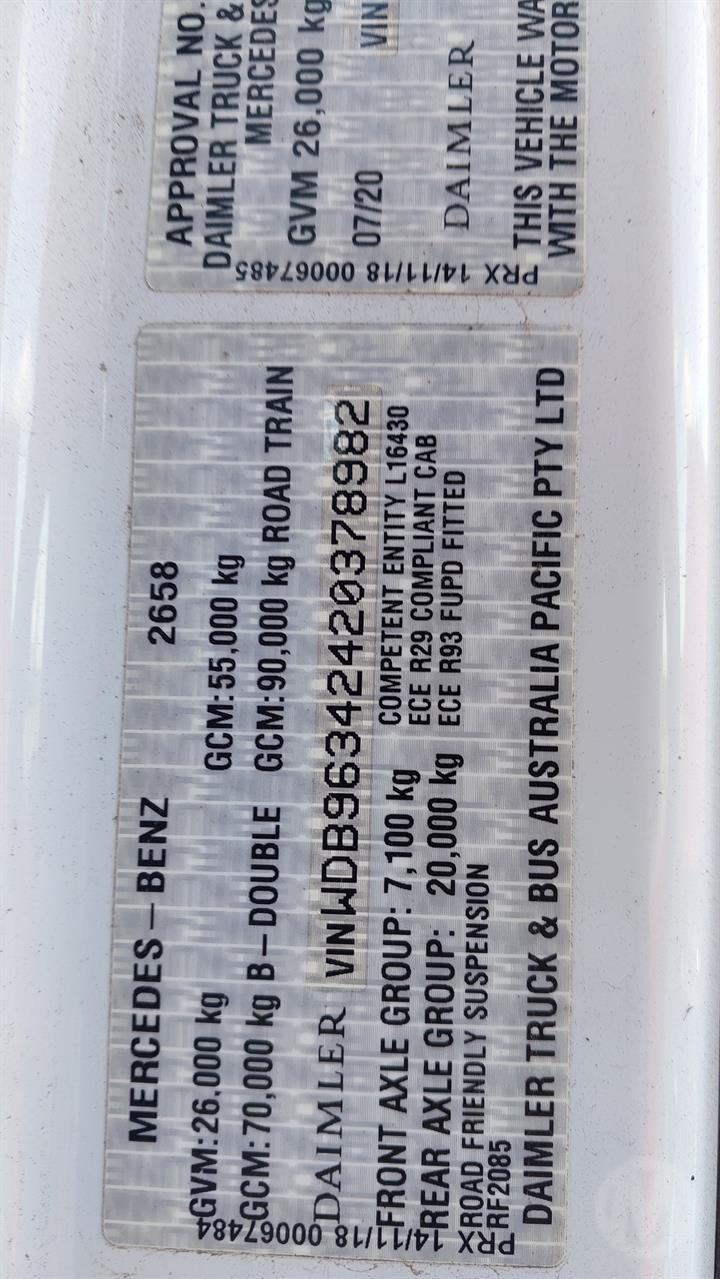 MERCEDES-BENZ 2658
GVM:26,000 kg GCM:55,000 kg
GCM:70,000 kg B-DOUBLE GCM:90,000 kg ROAD TRAIN
DAIMLER VIN WDB96342420378982
FRONT AXLE GROUP: 7,100 kg COMPETENT ENTITY L16430
REAR AXLE GROUP: 20,000 kg ECE R29 COMPLIANT CAB
ROAD FRIENDLY SUSPENSION ECE R93 FUPD FITTED
RF2085
DAIMLER TRUCK & BUS AUSTRALIA PACIFIC PTY LTD
PRX 14/11/18 00067484
APPROVAL NO.
DAIMLER TRUCK &
MERCEDES
GVM 26,000 kg
07/20 VIN
DAIMLER
THIS VEHICLE WA
WITH THE MOTOR
PRX 14/11/18 00067485